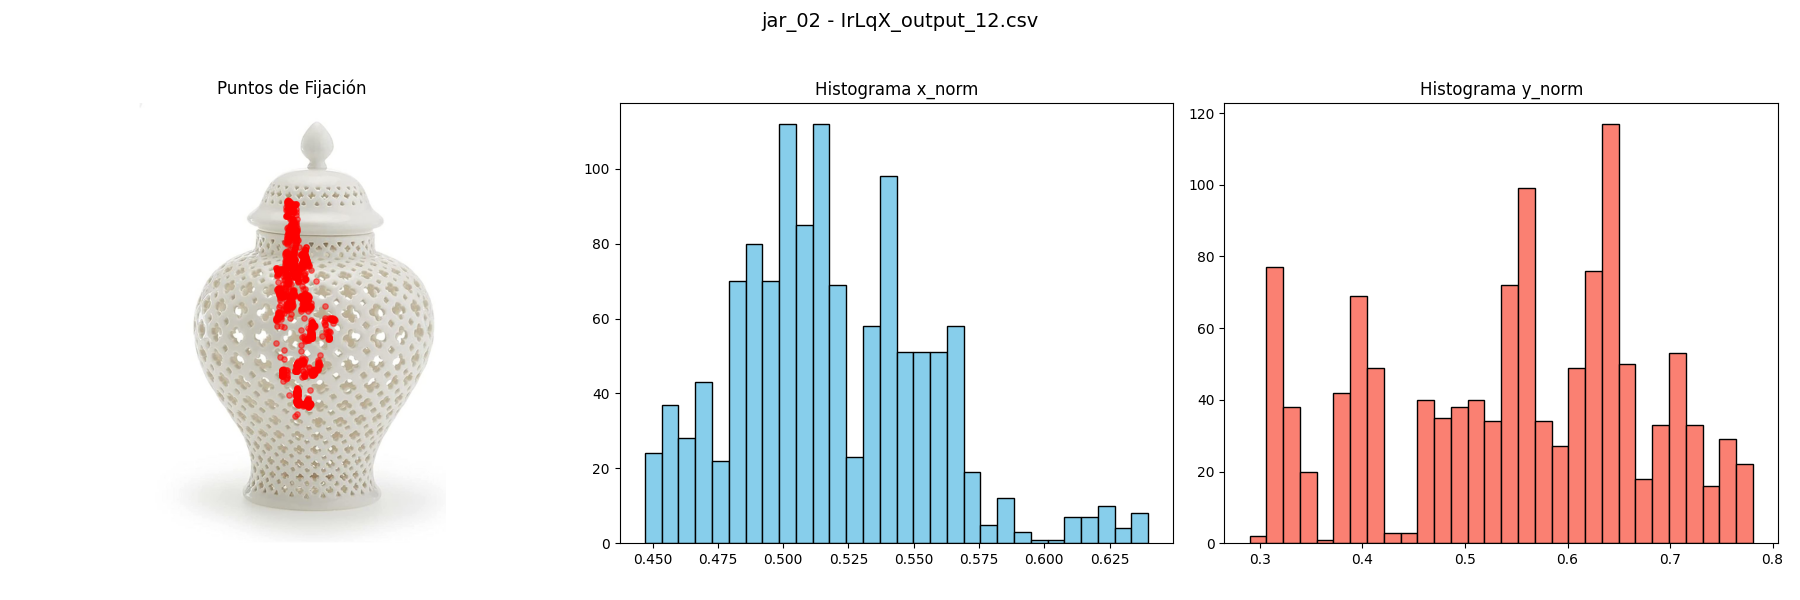 jar_02 - IrLqX_output_12.csv
Puntos de Fijación
Histograma x_norm
100
80
60
40
20
0
0.450 0.475 0.500 0.525 0.550 0.575 0.600 0.625
Histograma y_norm
120
100
80
60
40
20
0
0.3 0.4 0.5 0.6 0.7 0.8